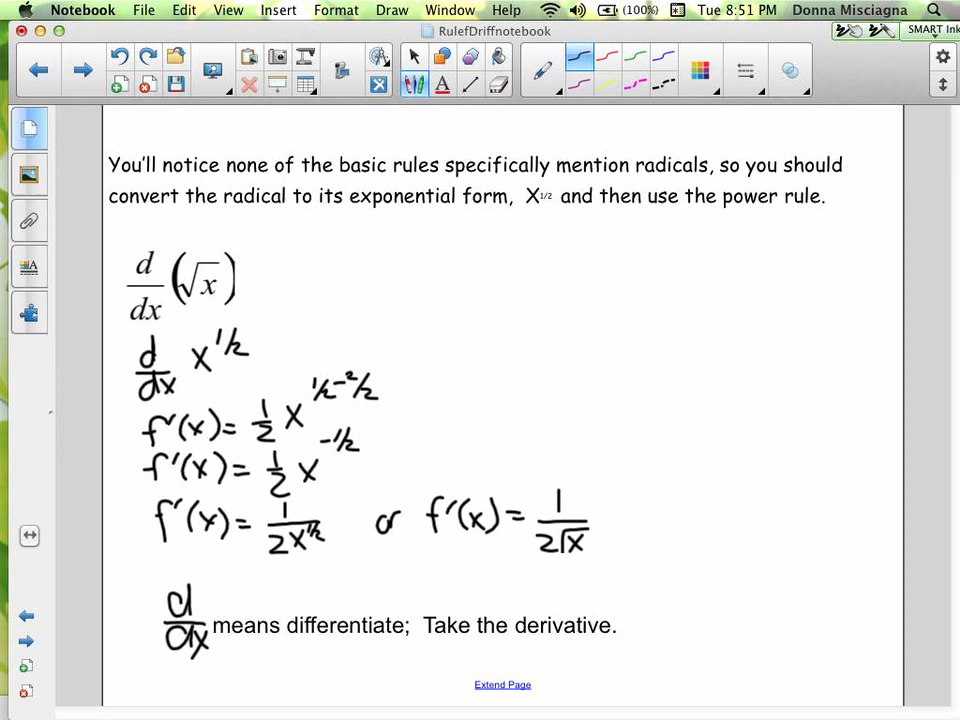 Notebook File Edit View Insert Format Draw Window Help (100%) Tue 8:51 PM Donna Misciagna
RulefDriffnotebook SMART Ink
You'll notice none of the basic rules specifically mention radicals, so you should
convert the radical to its exponential form, X^1/2 and then use the power rule.
d/dx (√x)
d/dx x^1/2
f'(x) = 1/2 x^1/2-2/2
f'(x) = 1/2 x^-1/2
f'(x) = 1/2x^1/2 or f'(x) = 1/2√x
d/dx means differentiate; Take the derivative.
Extend Page